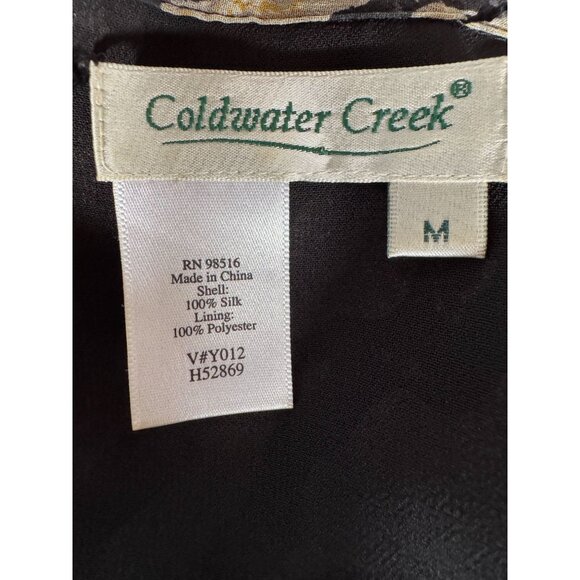 Coldwater Creek®
M
RN 98516
Made in China
Shell:
100% Silk
Lining:
100% Polyester
V#Y012
H52869